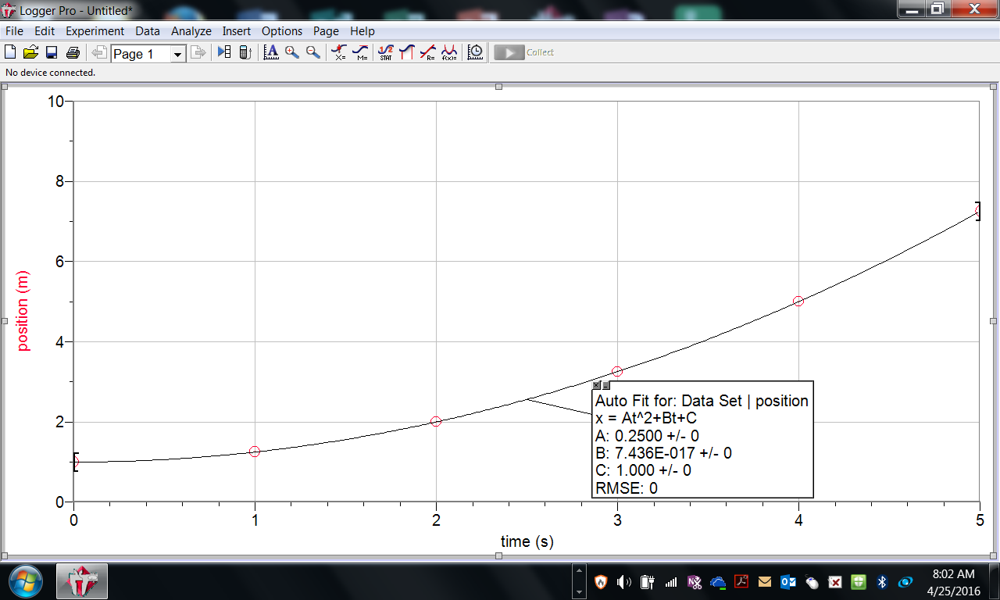 Logger Pro - Untitled*
File Edit Experiment Data Analyze Insert Options Page Help
Page 1
X= M= 1/2 STAT R= f(x)= Collect
No device connected.
10
8
6
4
2
0
position (m)
Auto Fit for: Data Set | position
x = At^2+Bt+C
A: 0.2500 +/- 0
B: 7.436E-017 +/- 0
C: 1.000 +/- 0
RMSE: 0
0 1 2 3 4 5
time (s)
8:02 AM
4/25/2016